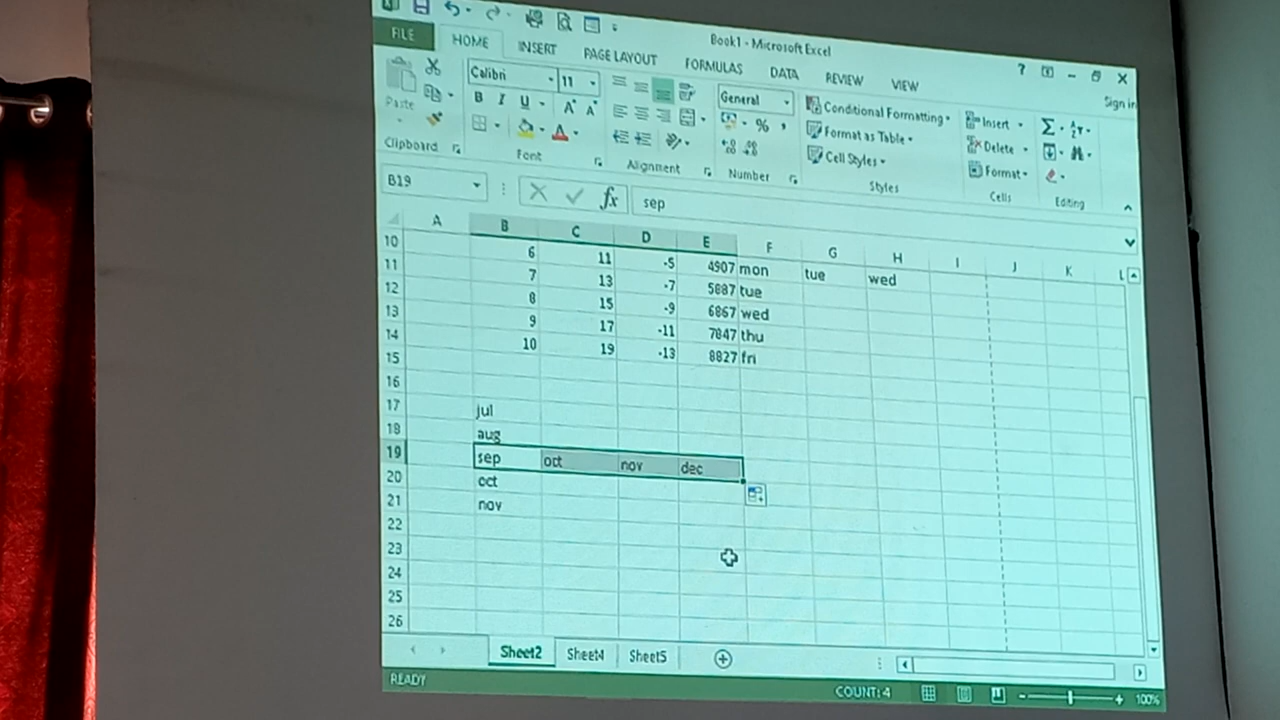 Book1 - Microsoft Excel
FILE HOME INSERT PAGE LAYOUT FORMULAS DATA REVIEW VIEW
Sign in
Paste Calibri 11 General Conditional Formatting Insert
B I U % Format as Table Delete
Cell Styles Format
Clipboard Font Alignment Number Styles Cells Editing
B19 fx sep
A B C D E F G H I J K L
10 6 11 -5 4907 mon tue wed
11 7 13 -7 5887 tue
12 8 15 -9 6867 wed
13 9 17 -11 7847 thu
14 10 19 -13 8827 fri
15
16
17 jul
18 aug
19 sep oct nov dec
20 oct
21 nov
22
23
24
25
26
Sheet2 Sheet4 Sheet5
READY COUNT: 4 100%